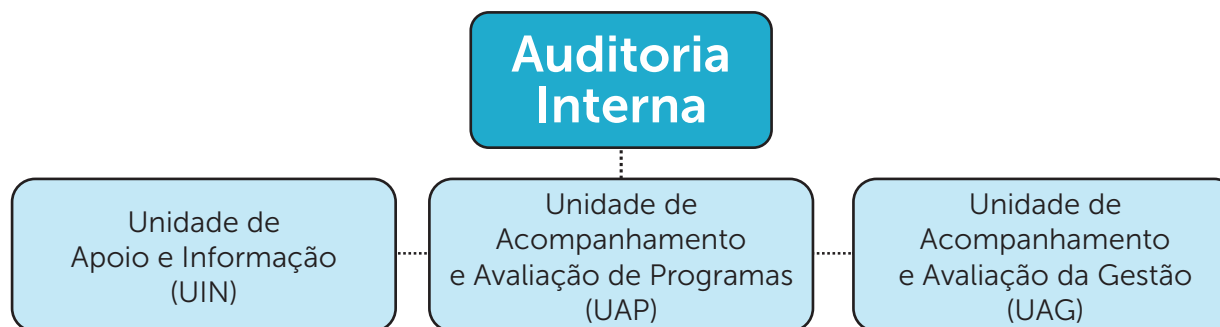 Auditoria
Interna
Unidade de
Apoio e Informação
(UIN)
Unidade de
Acompanhamento
e Avaliação de Programas
(UAP)
Unidade de
Acompanhamento
e Avaliação da Gestão
(UAG)